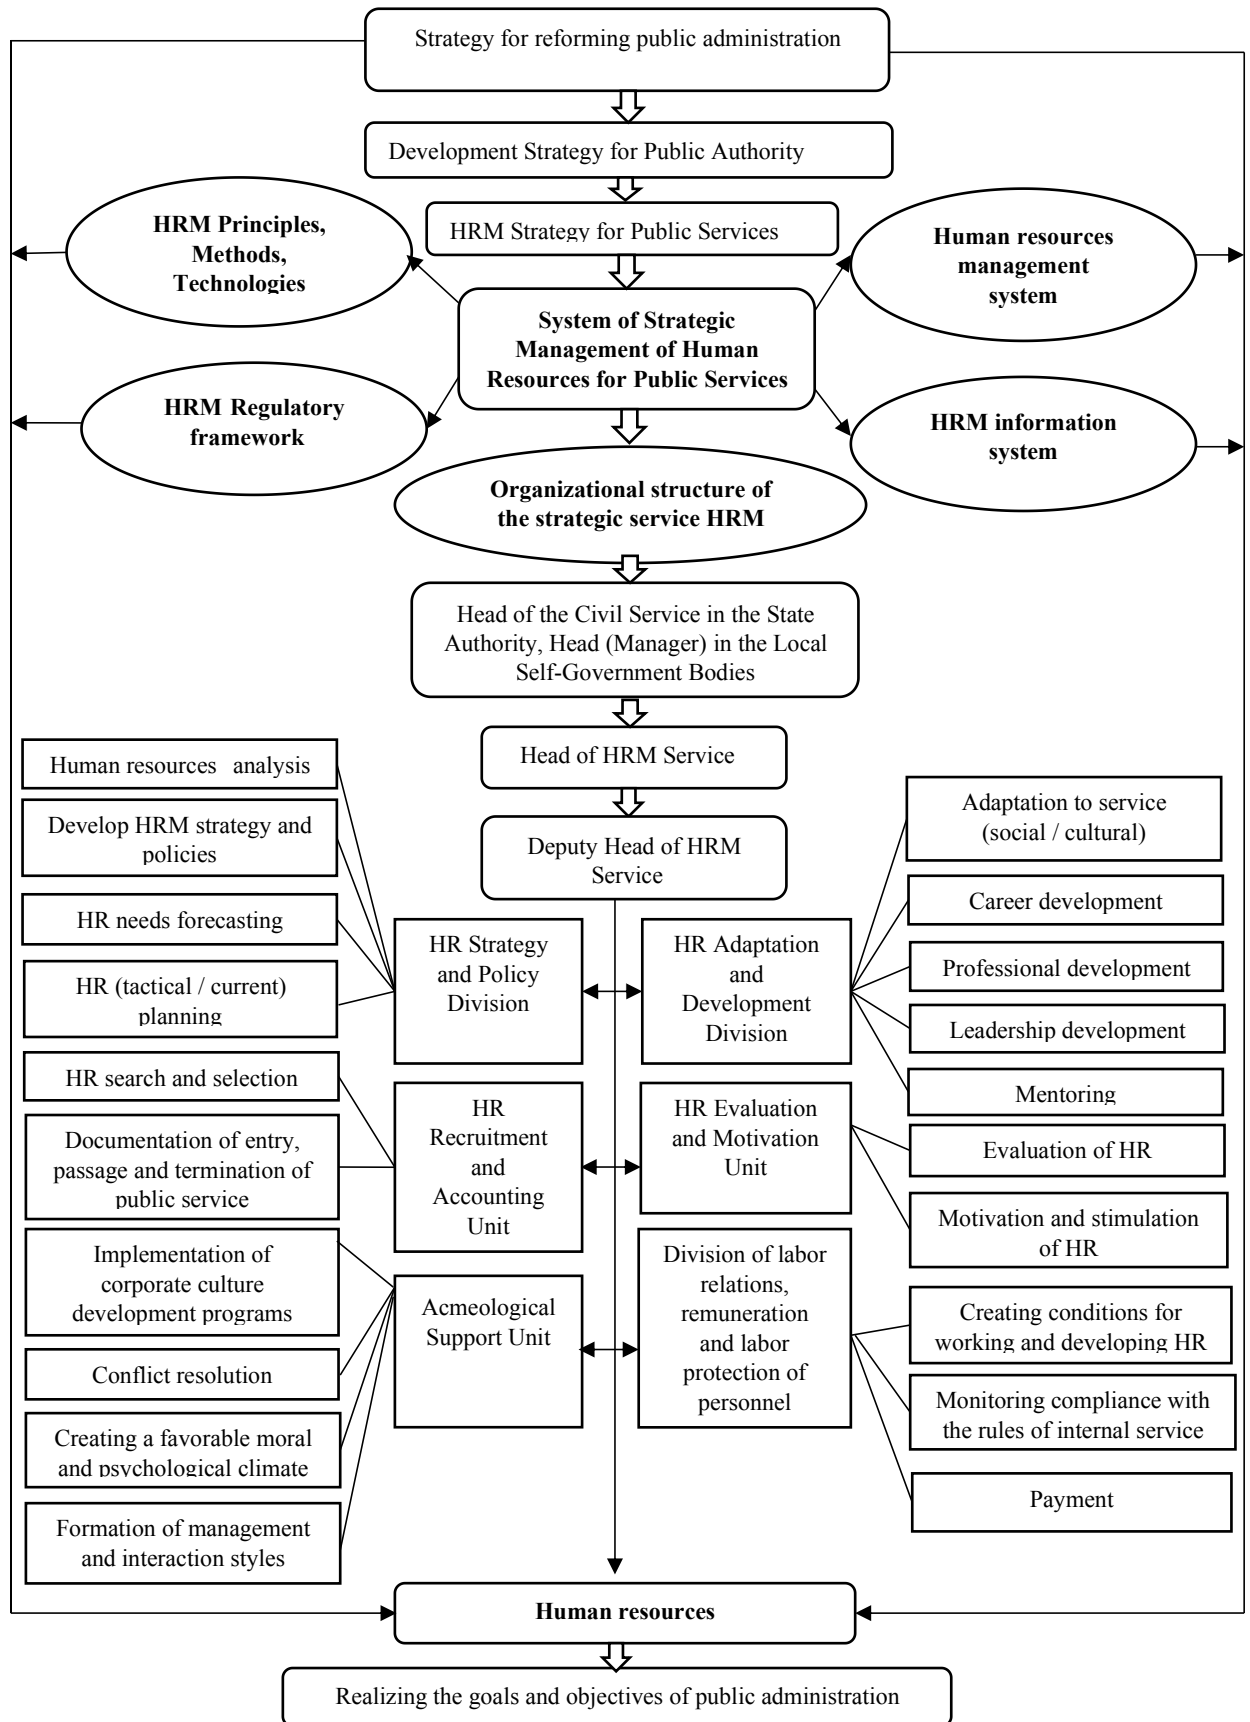 Strategy for reforming public administration
Development Strategy for Public Authority
HRM Strategy for Public Services
HRM Principles,
Methods,
Technologies
Human resources
management
system
System of Strategic
Management of Human
Resources for Public Services
HRM Regulatory
framework
HRM information
system
Organizational structure of
the strategic service HRM
Head of the Civil Service in the State
Authority, Head (Manager) in the Local
Self-Government Bodies
Head of HRM Service
Deputy Head of HRM
Service
Human resources analysis
Develop HRM strategy and
policies
HR needs forecasting
HR (tactical / current)
planning
HR search and selection
Documentation of entry,
passage and termination of
public service
Implementation of
corporate culture
development programs
Conflict resolution
Creating a favorable moral
and psychological climate
Formation of management
and interaction styles
HR Strategy
and Policy
Division
HR
Recruitment
and
Accounting
Unit
Acmeological
Support Unit
HR Adaptation
and
Development
Division
HR Evaluation
and Motivation
Unit
Division of labor
relations,
remuneration
and labor
protection of
personnel
Adaptation to service
(social / cultural)
Career development
Professional development
Leadership development
Mentoring
Evaluation of HR
Motivation and stimulation
of HR
Creating conditions for
working and developing HR
Monitoring compliance with
the rules of internal service
Payment
Human resources
Realizing the goals and objectives of public administration